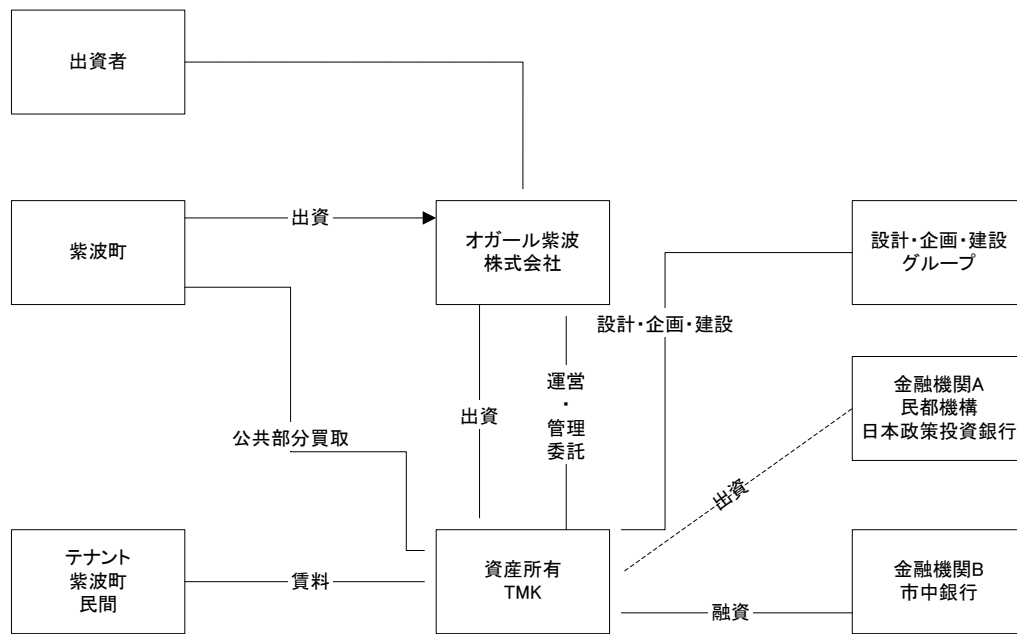 出資者
紫波町
出資
オガール紫波
株式会社
設計・企画・建設
グループ
設計・企画・建設
運営
・
管理
委託
出資
公共部分買取
金融機関A
民都機構
日本政策投資銀行
出資
テナント
紫波町
民間
賃料
資産所有
TMK
融資
金融機関B
市中銀行